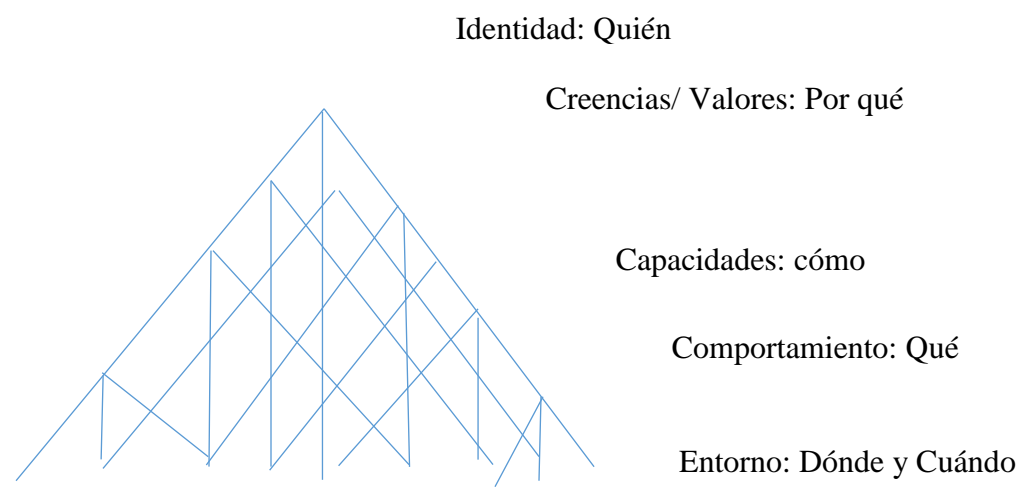 Identidad: Quién
Creencias/ Valores: Por qué
Capacidades: cómo
Comportamiento: Qué
Entorno: Dónde y Cuándo